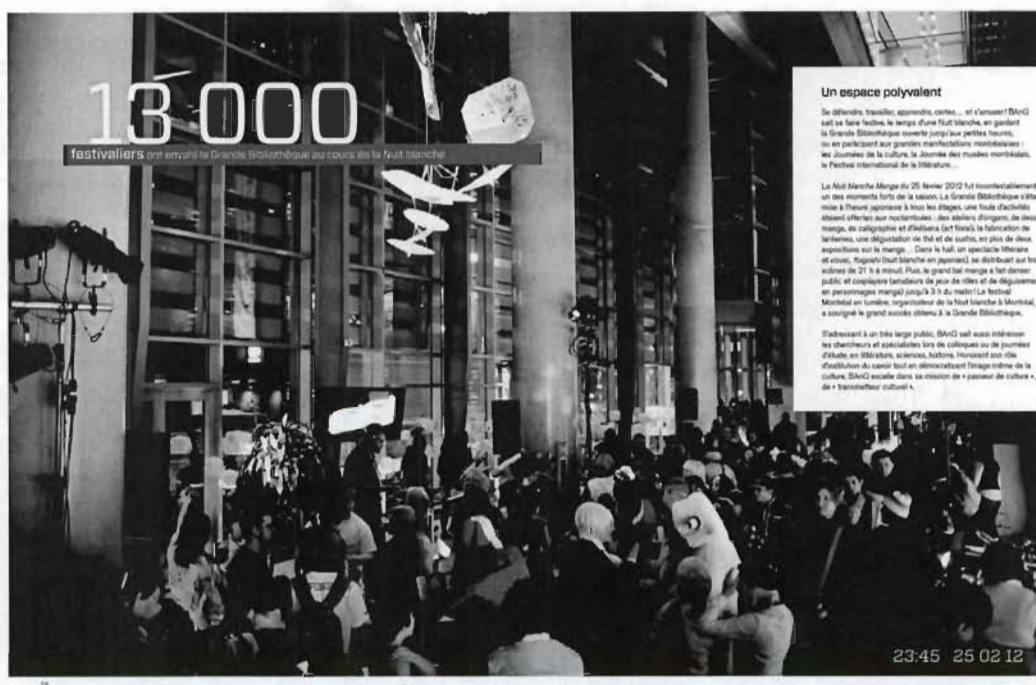 13 000
festivaliers ont envahi la Grande Bibliothèque au cours de la Nuit blanche.
Un espace polyvalent
Se détendre, travailler, apprendre, certes... et s'amuser! BAnQ
sait se faire festive, le temps d'une Nuit blanche, en gardant
la Grande Bibliothèque ouverte jusqu'aux petites heures,
ou en participant aux grandes manifestations montréalaises :
les Journées de la culture, la Journée des musées montréalais,
le Festival international de la littérature...
La Nuit blanche Manga du 25 février 2012 fut incontestablement
un des moments forts de la saison. La Grande Bibliothèque s'éta
mise à l'heure japonaise à tous les étages, une foule d'activités
étaient offertes aux noctambules : des ateliers d'origami, de dess
manga, de calligraphie et d'ikebana (art floral), la fabrication de
lanternes, une dégustation de thé et de sushis, en plus de deux
expositions sur le manga... Dans le hall, un spectacle littéraire
et visuel, (nuit blanche en japonais), se distribuait sur tro
scènes de 21 h à minuit. Puis, le grand bal manga a fait danser
public et cosplayers (amateurs de jeux de rôles et de déguiseme
en personnages manga) jusqu'à 3 h du matin! Le festival
Montréal en lumière, organisateur de la Nuit blanche à Montréal,
a souligné le grand succès obtenu à la Grande Bibliothèque.
S'adressant à un très large public, BAnQ sait aussi intéresser
les chercheurs et spécialistes lors de colloques ou de journées
d'étude, en littérature, sciences, histoire. Honorant son rôle
d'institution du savoir tout en démocratisant l'image même de la
culture, BAnQ excelle dans sa mission de « passeur de culture »,
de « transmetteur culturel ».
23:45 25 02 12